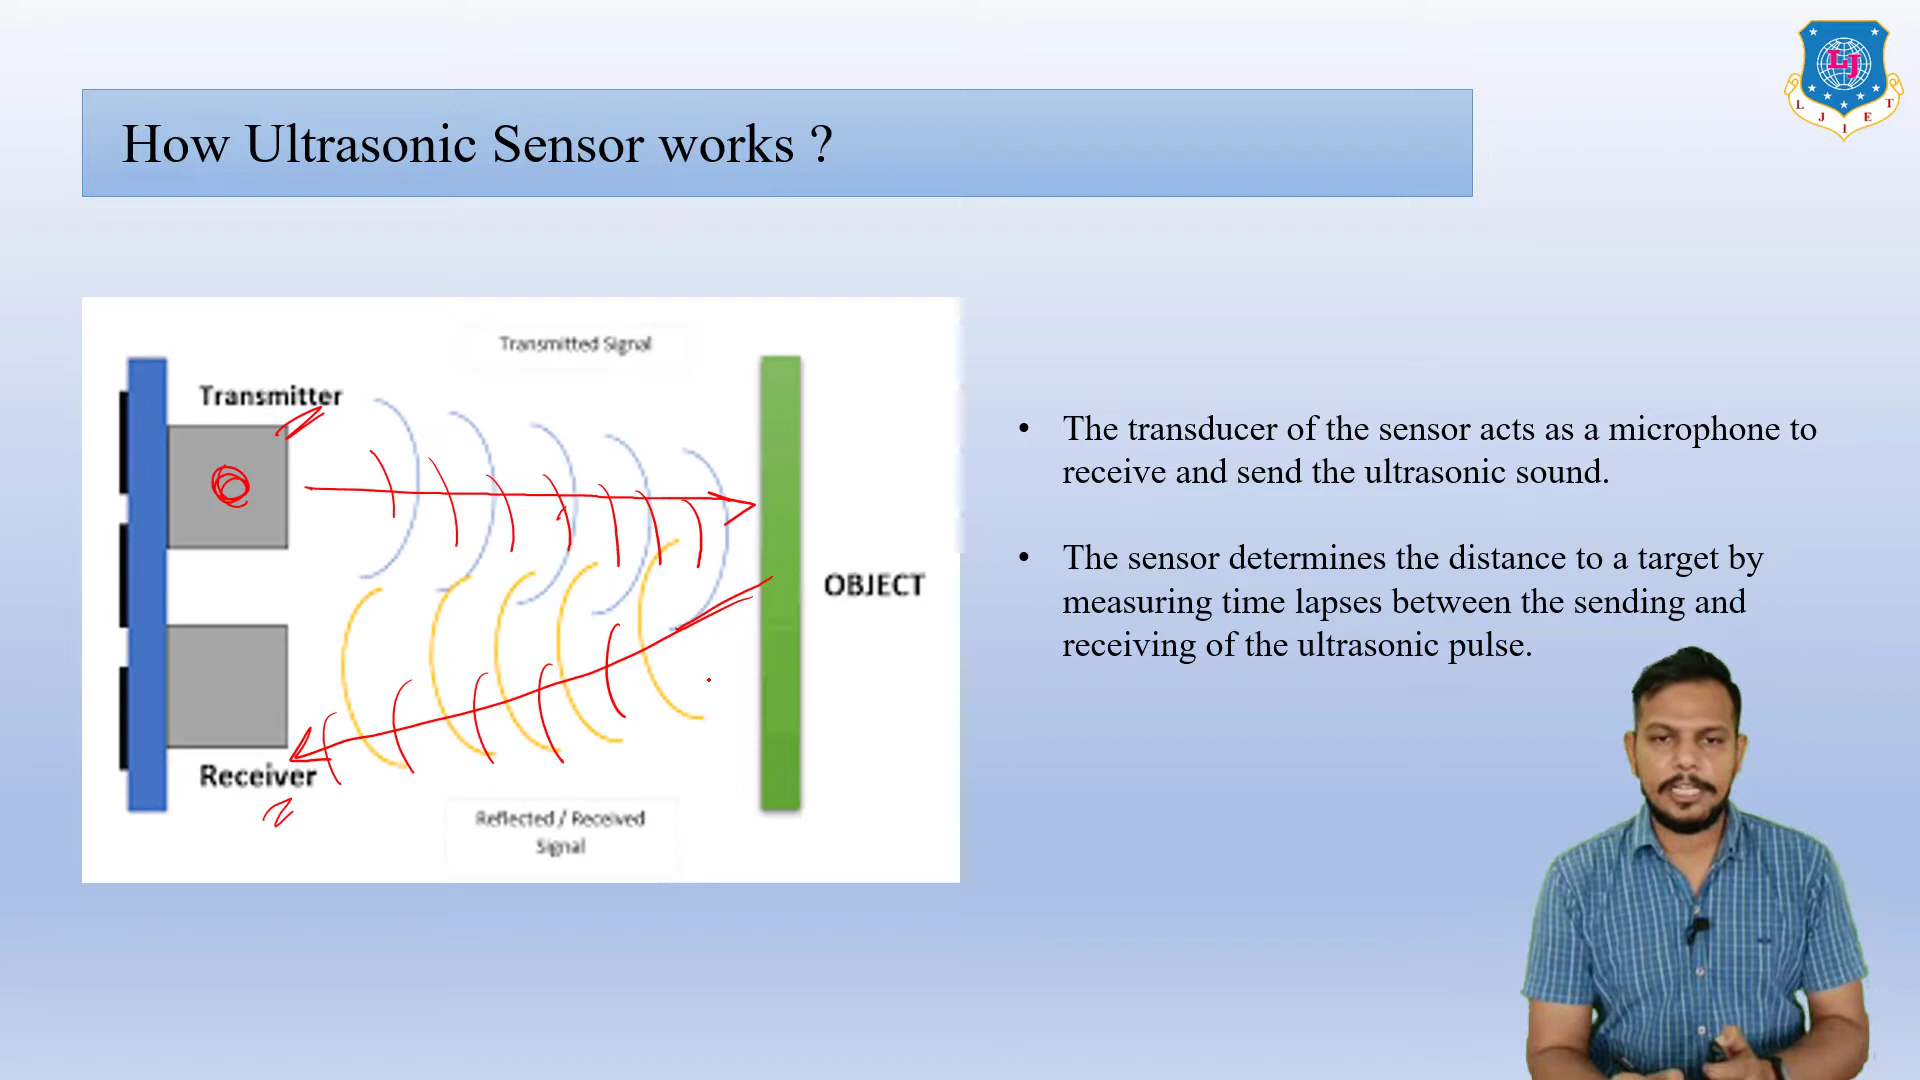 LJ
L J I E T
How Ultrasonic Sensor works ?
Transmitted Signal
Transmitter
OBJECT
Receiver
Reflected / Received
Signal
• The transducer of the sensor acts as a microphone to
receive and send the ultrasonic sound.
• The sensor determines the distance to a target by
measuring time lapses between the sending and
receiving of the ultrasonic pulse.